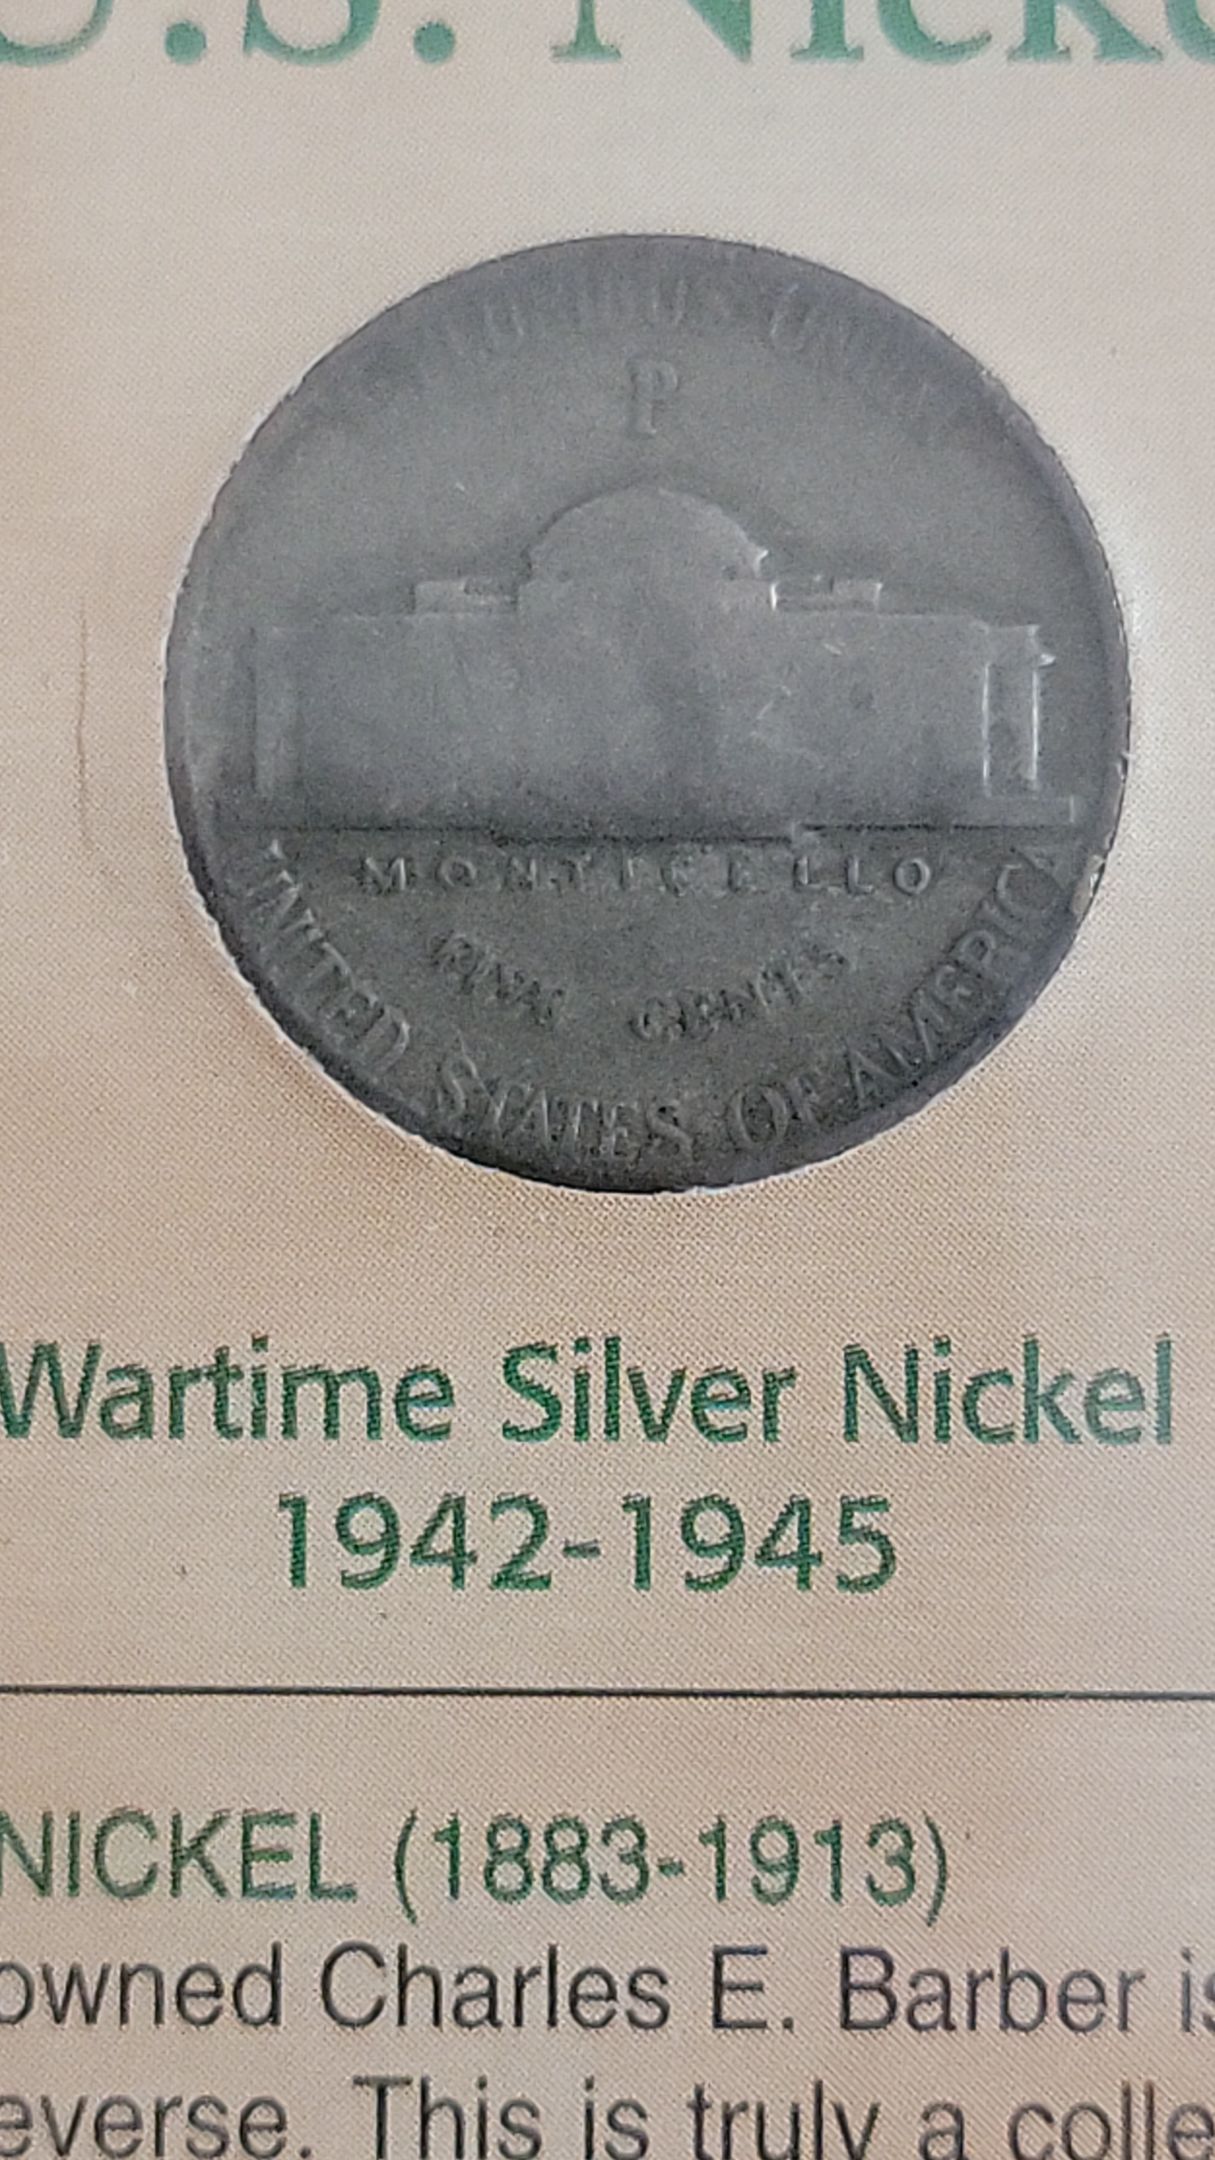 U.S. Nick
P
MONTICELLO
CENTS
UNITED STATES OF AMERICA
Wartime Silver Nickel
1942-1945
NICKEL (1883-1913)
owned Charles E. Barber is
everse. This is truly a colle